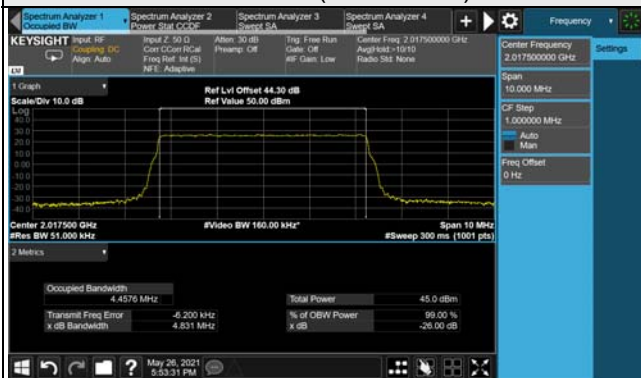 Spectrum Analyzer 1
Occupied BW
Spectrum Analyzer 2
Power Stat CCDF
Spectrum Analyzer 3
Swept SA
Spectrum Analyzer 4
Swept SA
Frequency
KEYSIGHT
Input: RF
Coupling: DC
Align: Auto
Input Z: 50 Ω
Corr CCorr RCal
Freq Ref: Int (S)
NFE: Adaptive
Atten: 30 dB
Preamp: Off
Trig: Free Run
Gate: Off
#IF Gain: Low
Center Freq: 2.017500000 GHz
Avg|Hold:>10/10
Radio Std: None
Center Frequency
2.017500000 GHz
Settings
Span
10.000 MHz
CF Step
1.000000 MHz
Auto
Man
Freq Offset
0 Hz
1 Graph
Scale/Div 10.0 dB
Ref Lvl Offset 44.30 dB
Ref Value 50.00 dBm
Log
40.0
30.0
20.0
10.0
0.00
-10.0
-20.0
-30.0
-40.0
Center 2.017500 GHz
#Res BW 51.000 kHz
#Video BW 160.00 kHz*
Span 10 MHz
#Sweep 300 ms (1001 pts)
2 Metrics
Occupied Bandwidth
4.4576 MHz
Total Power 45.0 dBm
Transmit Freq Error -6.200 kHz
% of OBW Power 99.00 %
x dB Bandwidth 4.831 MHz
x dB -26.00 dB
?
May 26, 2021
5:53:31 PM